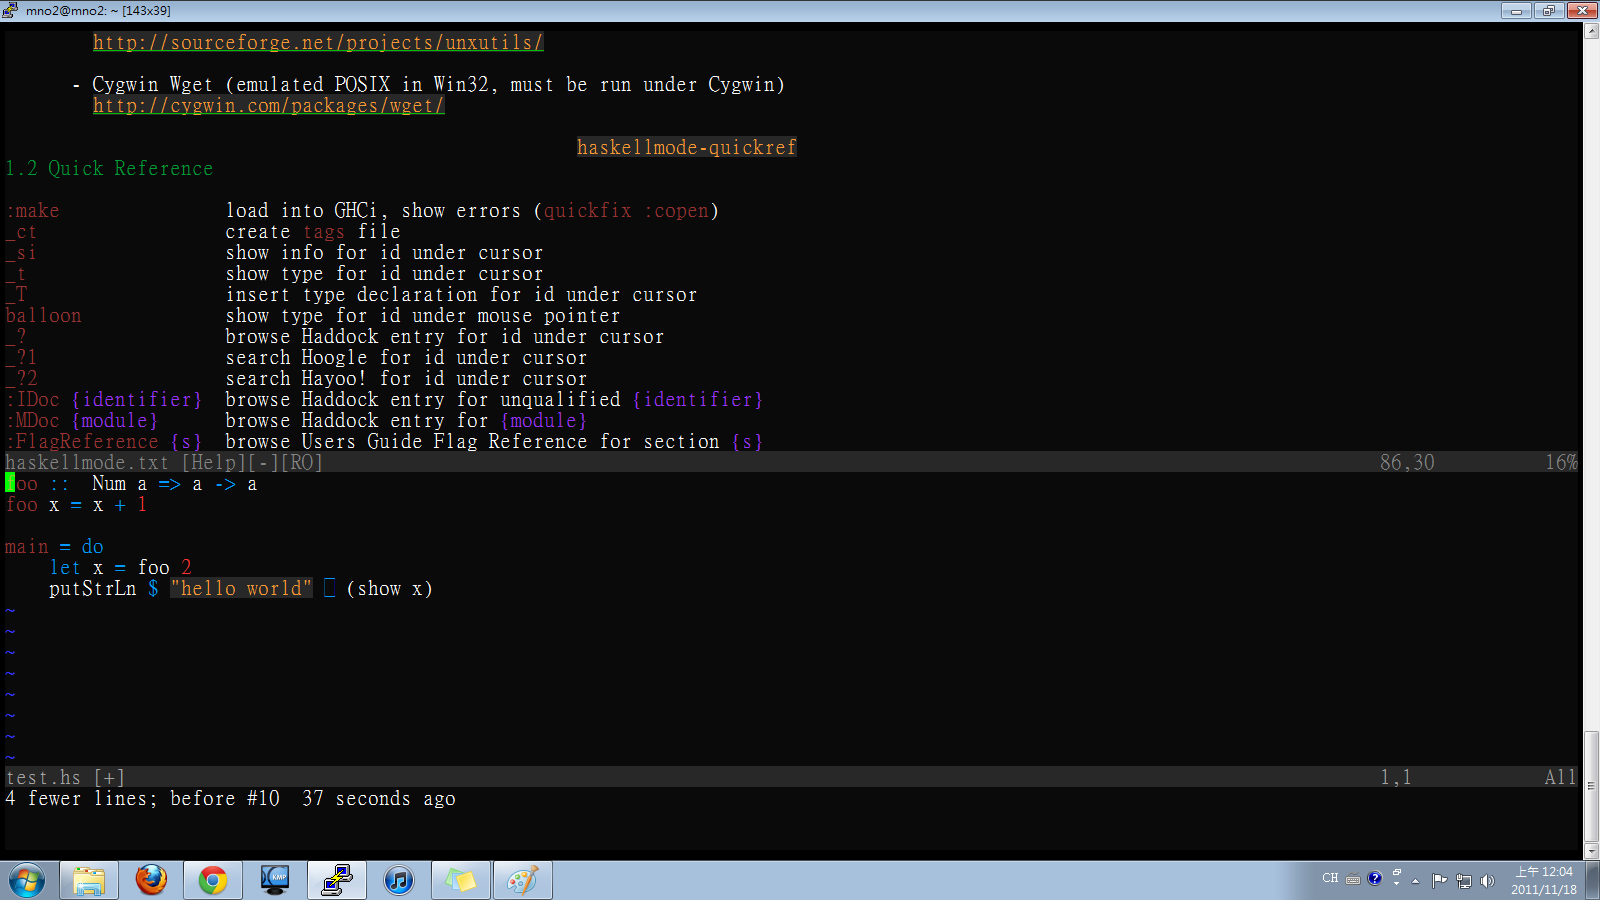 mno2@mno2: ~ [143x39]
http://sourceforge.net/projects/unxutils/
- Cygwin Wget (emulated POSIX in Win32, must be run under Cygwin)
http://cygwin.com/packages/wget/
haskellmode-quickref
1.2 Quick Reference
:make load into GHCi, show errors (quickfix :copen)
_ct create tags file
_si show info for id under cursor
_t show type for id under cursor
_T insert type declaration for id under cursor
balloon show type for id under mouse pointer
_? browse Haddock entry for id under cursor
_?1 search Hoogle for id under cursor
_?2 search Hayoo! for id under cursor
:IDoc {identifier} browse Haddock entry for unqualified {identifier}
:MDoc {module} browse Haddock entry for {module}
:FlagReference {s} browse Users Guide Flag Reference for section {s}
haskellmode.txt [Help][-][RO] 86,30 16%
foo :: Num a => a -> a
foo x = x + 1
main = do
let x = foo 2
putStrLn $ "hello world" (show x)
~
~
~
~
~
~
~
~
test.hs [+] 1,1 All
4 fewer lines; before #10 37 seconds ago
KMP
CH
上午 12:04
2011/11/18